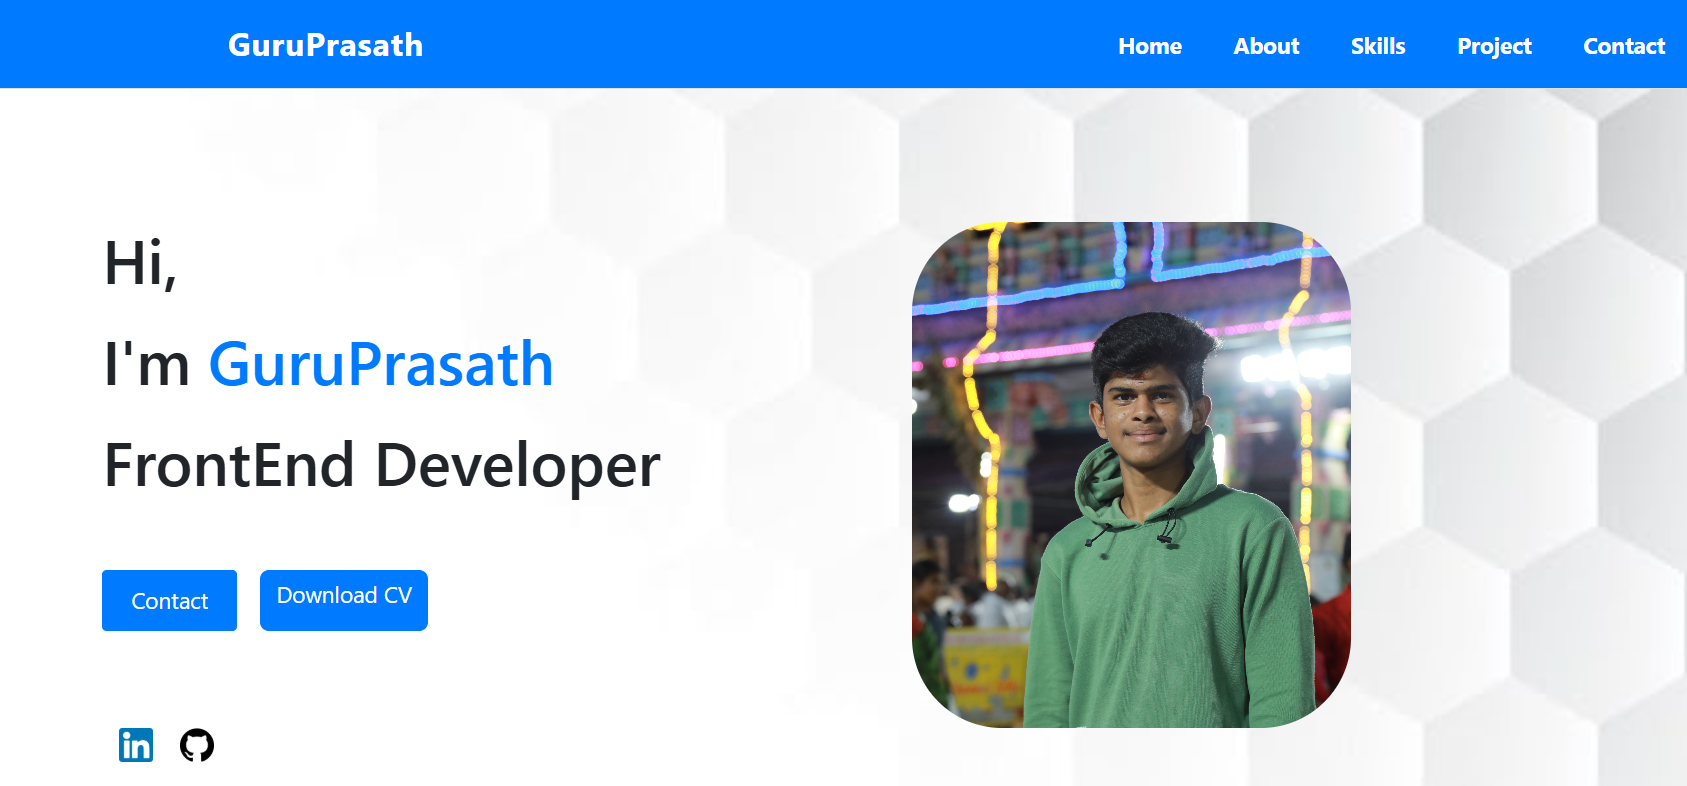 GuruPrasath
Home About Skills Project Contact
Hi,
I'm GuruPrasath
FrontEnd Developer
Contact Download CV
in